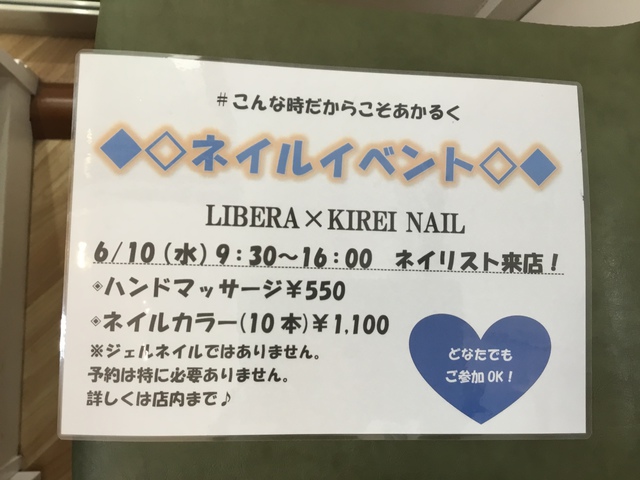 #こんな時だからこそあかるく
◆◇ネイルイベント◇◆
LIBERA×KIREI NAIL
6/10(水)9:30～16:00 ネイリスト来店!
◈ハンドマッサージ¥550
◈ネイルカラー(10本)¥1,100
※ジェルネイルではありません。
予約は特に必要ありません。
詳しくは店内まで♪
どなたでも
ご参加OK!